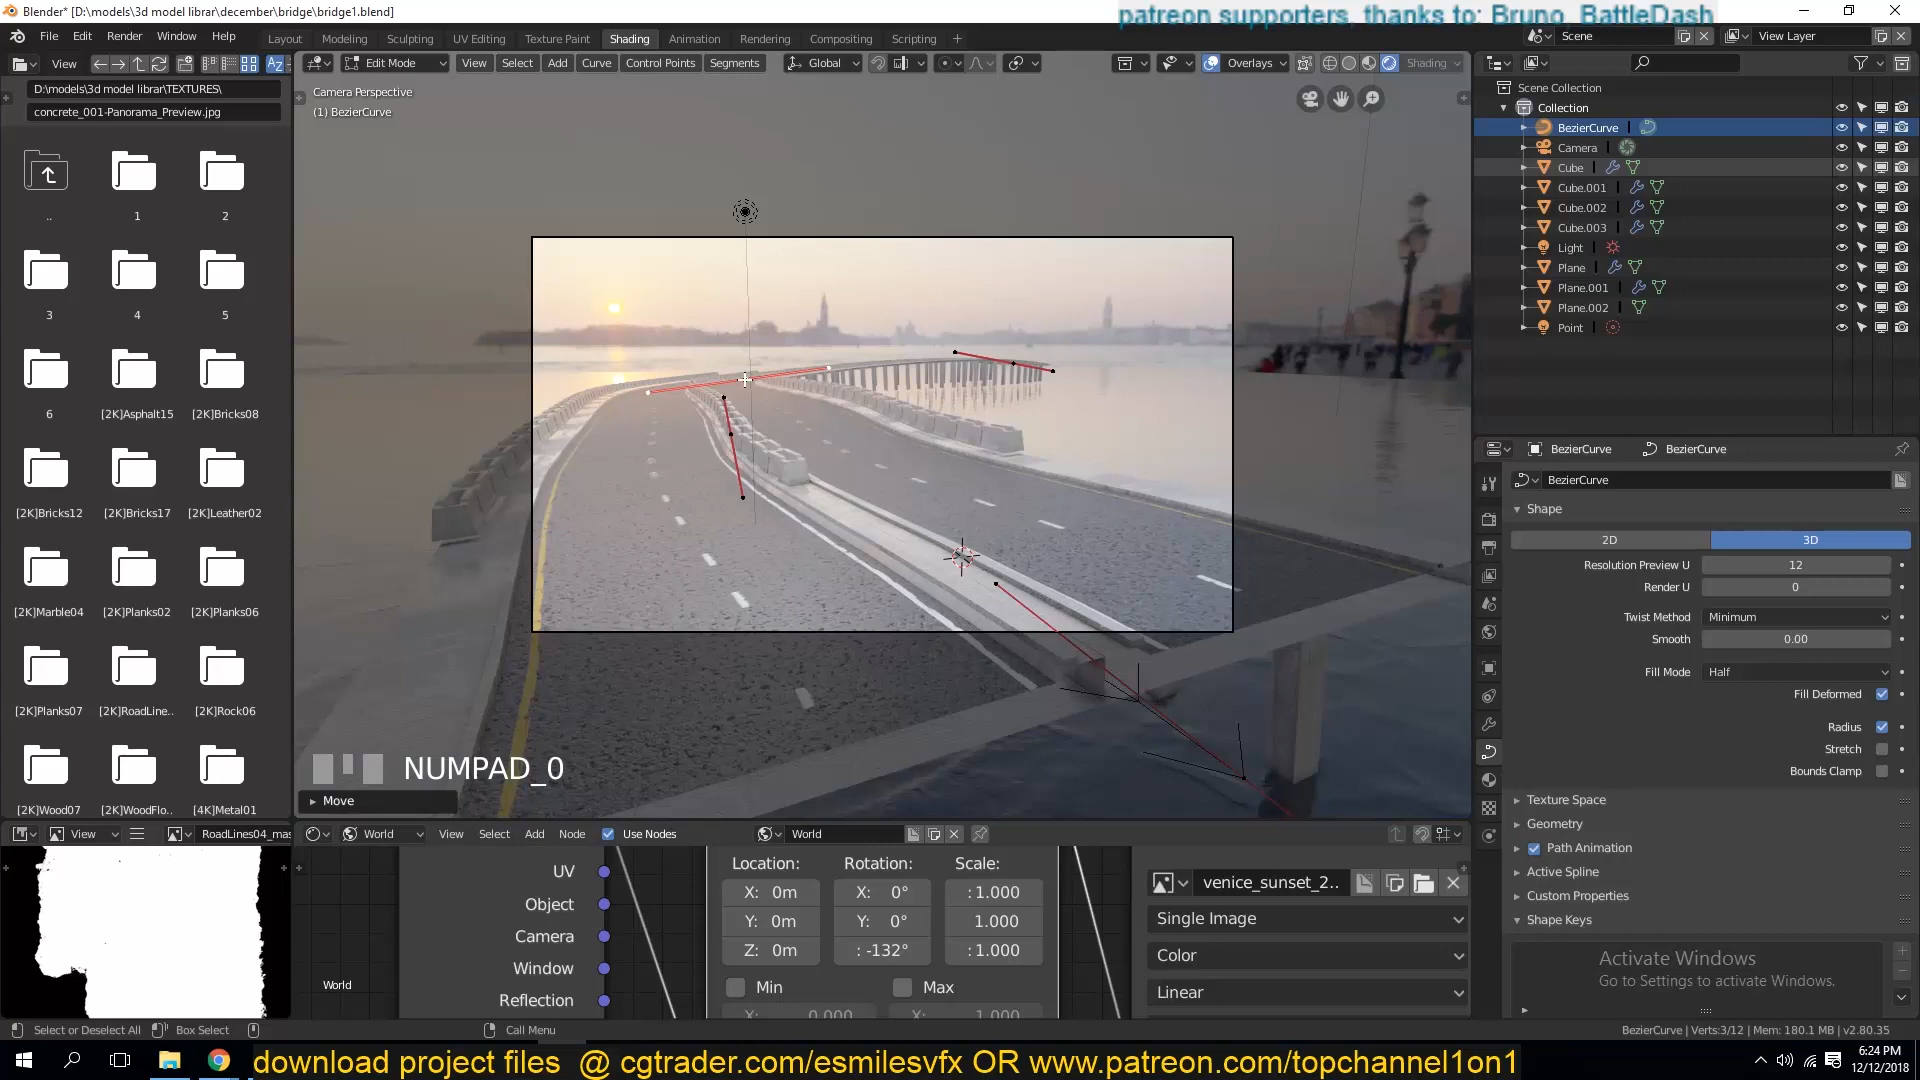 Blender* [D:\models\3d model librar\december\bridge\bridge1.blend]
patreon supporters, thanks to: Bruno, BattleDash
File Edit Render Window Help
Layout Modeling Sculpting UV Editing Texture Paint Shading Animation Rendering Compositing Scripting
Scene View Layer
View
Edit Mode View Select Add Curve Control Points Segments Global Overlays Shading
D:\models\3d model librar\TEXTURES\
concrete_001-Panorama_Preview.jpg
.. 1 2
3 4 5
6 [2K]Asphalt15 [2K]Bricks08
[2K]Bricks12 [2K]Bricks17 [2K]Leather02
[2K]Marble04 [2K]Planks02 [2K]Planks06
[2K]Planks07 [2K]RoadLine.. [2K]Rock06
[2K]Wood07 [2K]WoodFlo.. [4K]Metal01
Camera Perspective
(1) BezierCurve
NUMPAD_0
Move
Scene Collection
Collection
BezierCurve
Camera
Cube
Cube.001
Cube.002
Cube.003
Light
Plane
Plane.001
Plane.002
Point
BezierCurve BezierCurve
BezierCurve
Shape
2D 3D
Resolution Preview U 12
Render U 0
Twist Method Minimum
Smooth 0.00
Fill Mode Half
Fill Deformed
Radius
Stretch
Bounds Clamp
Texture Space
Geometry
Path Animation
Active Spline
Custom Properties
Shape Keys
Activate Windows
Go to Settings to activate Windows.
View RoadLines04_mas
World View Select Add Node Use Nodes World
UV
Object
Camera
Window
Reflection
World
Location: Rotation: Scale:
X: 0m X: 0° : 1.000
Y: 0m Y: 0° 1.000
Z: 0m : -132° : 1.000
Min Max
X: 0.000 X: 1.000
venice_sunset_2..
Single Image
Color
Linear
Select or Deselect All Box Select Call Menu
BezierCurve | Verts:3/12 | Mem: 180.1 MB | v2.80.35
download project files @ cgtrader.com/esmilesvfx OR www.patreon.com/topchannel1on1
6:24 PM
12/12/2018